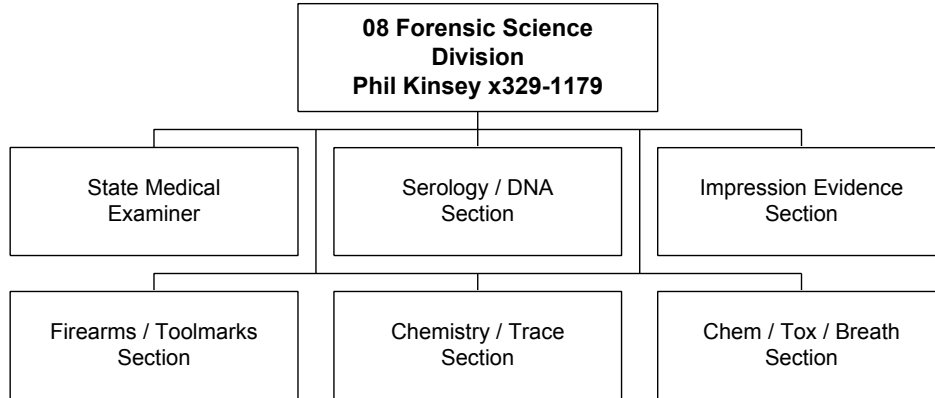 08 Forensic Science
Division
Phil Kinsey x329-1179
State Medical
Examiner
Serology / DNA
Section
Impression Evidence
Section
Firearms / Toolmarks
Section
Chemistry / Trace
Section
Chem / Tox / Breath
Section